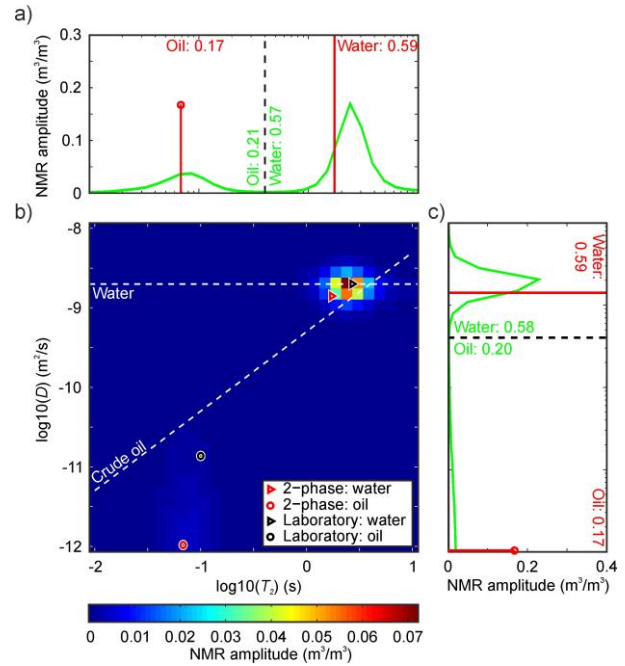 a)
Oil: 0.17
Water: 0.59
0.3
0.2
0.1
0
NMR amplitude (m³/m³)
Oil: 0.21
Water: 0.57
b)
-8
-9
-10
-11
-12
log10(D) (m²/s)
Water
Crude oil
2−phase: water
2−phase: oil
Laboratory: water
Laboratory: oil
-2
-1
0
1
log10(T₂) (s)
c)
Water:
0.59
Water: 0.58
Oil: 0.20
Oil: 0.17
0
0.2
0.4
NMR amplitude (m³/m³)
0
0.01
0.02
0.03
0.04
0.05
0.06
0.07
NMR amplitude (m³/m³)